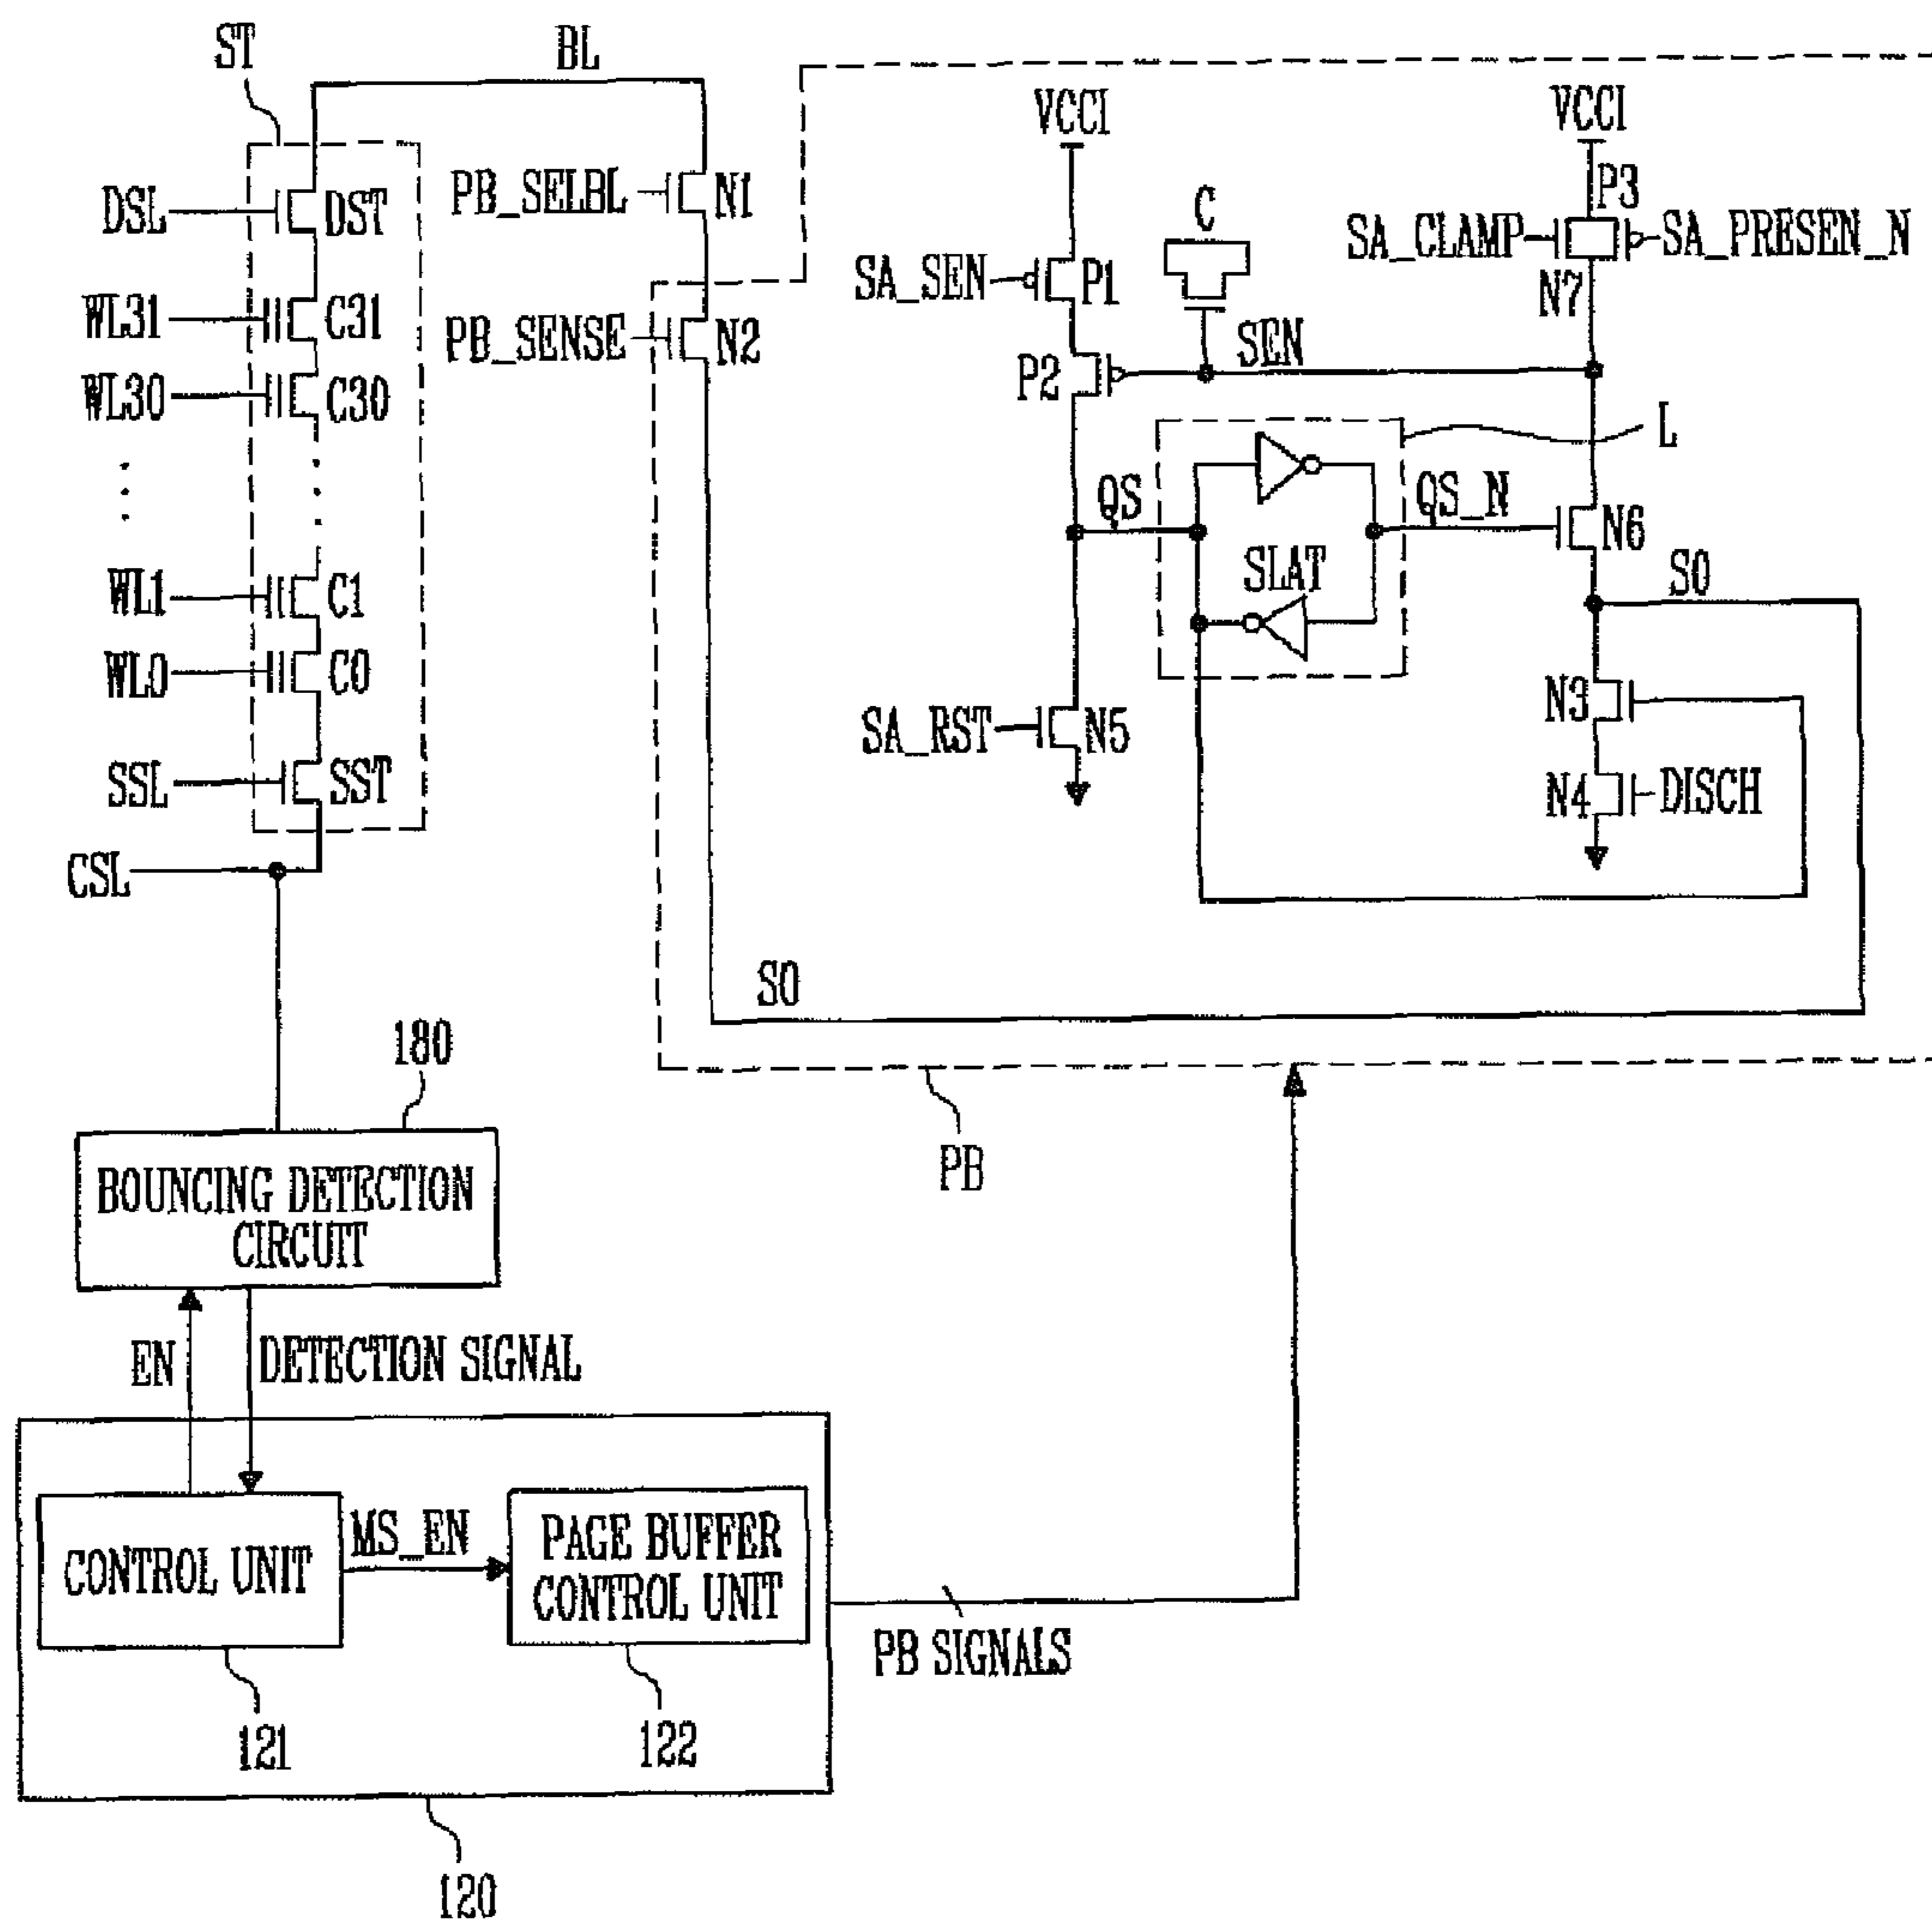 ST
BL
VCCI
VCCI
DSL
DST
PB_SELBL
N1
C
P3
SA_CLAMP
SA_PRESEN_N
SA_SEN
P1
N7
WL31
C31
PB_SENSE
N2
SEN
P2
WL30
C30
L
QS
QS_N
N6
SLAT
SO
WL1
C1
WL0
C0
N3
SA_RST
N5
SSL
SST
N4
DISCH
CSL
SO
180
PB
BOUNCING DETECTION
CIRCUIT
EN
DETECTION SIGNAL
MS_EN
CONTROL UNIT
PAGE BUFFER
CONTROL UNIT
PB SIGNALS
121
122
120